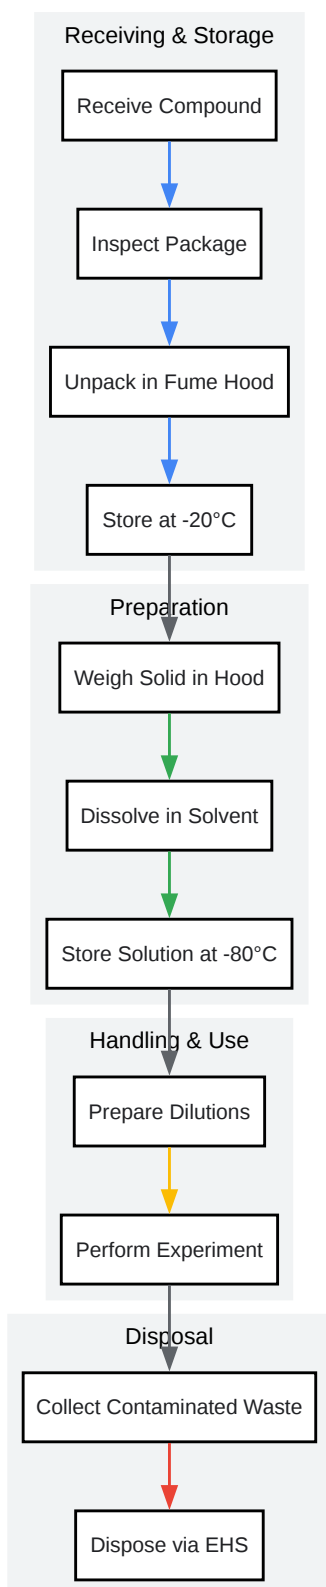 Receiving & Storage
Receive Compound
Inspect Package
Unpack in Fume Hood
Store at -20°C
Preparation
Weigh Solid in Hood
Dissolve in Solvent
Store Solution at -80°C
Handling & Use
Prepare Dilutions
Perform Experiment
Disposal
Collect Contaminated Waste
Dispose via EHS